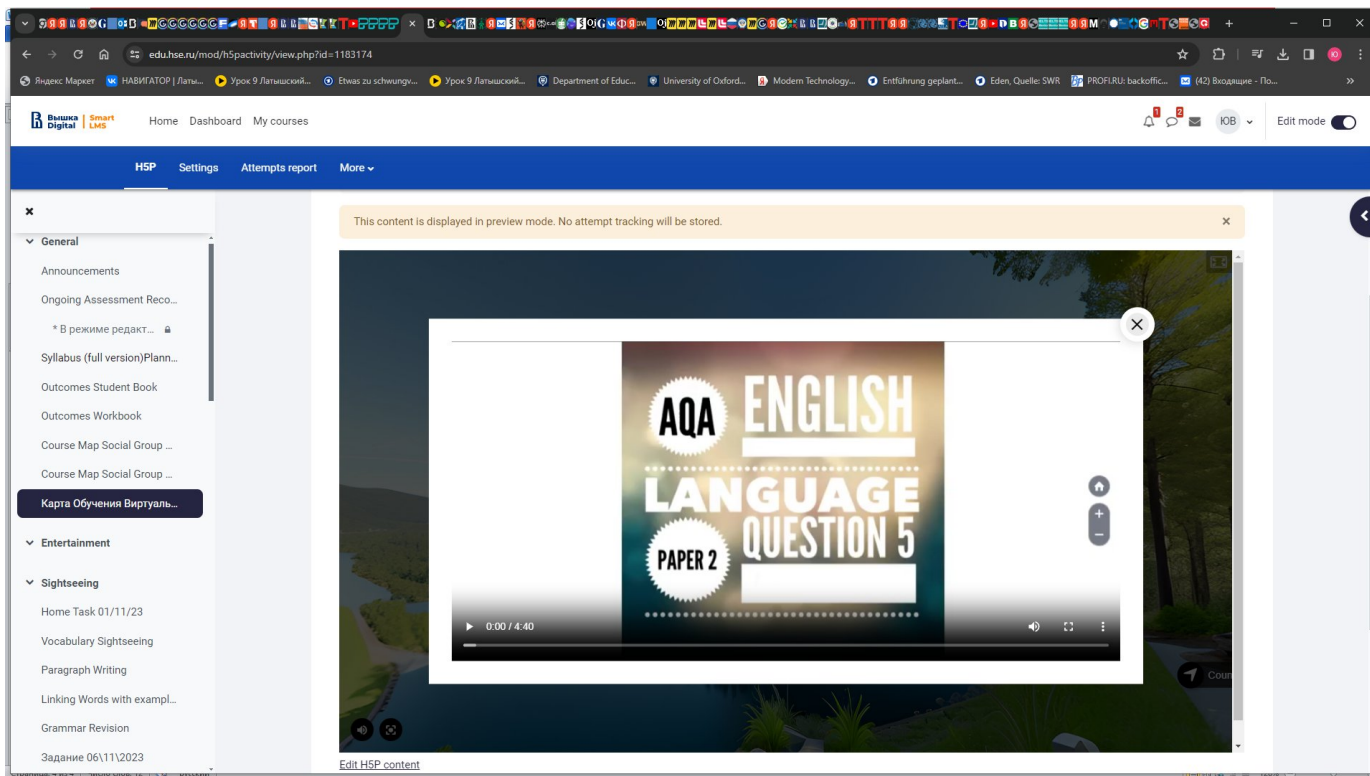 edu.hse.ru/mod/h5pactivity/view.php?id=1183174
Яндекс Маркет
НАВИГАТОР | Латы...
Урок 9 Латышский...
Etwas zu schwungv...
Урок 9 Латышский...
Department of Educ...
University of Oxford...
Modern Technology...
Entführung geplant...
Eden, Quelle: SWR
PROFI.RU: backoffic...
(42) Входящие - По...
Вышка Digital | Smart LMS
Home Dashboard My courses
1 2
ЮВ
Edit mode
H5P Settings Attempts report More
General
Announcements
Ongoing Assessment Reco...
* В режиме редакт...
Syllabus (full version)Plann...
Outcomes Student Book
Outcomes Workbook
Course Map Social Group ...
Course Map Social Group ...
Карта Обучения Виртуаль...
Entertainment
Sightseeing
Home Task 01/11/23
Vocabulary Sightseeing
Paragraph Writing
Linking Words with exampl...
Grammar Revision
Задание 06\11\2023
This content is displayed in preview mode. No attempt tracking will be stored.
AQA ENGLISH
LANGUAGE
PAPER 2 QUESTION 5
0:00 / 4:40
Edit H5P content